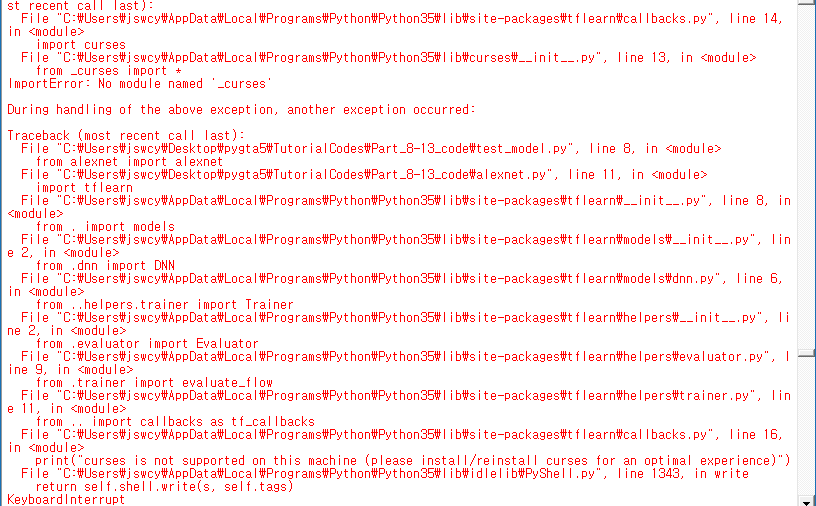 st recent call last):
  File "C:₩Users₩jswcy₩AppData₩Local₩Programs₩Python₩Python35₩lib₩site-packages₩tflearn₩callbacks.py", line 14,
in <module>
    import curses
  File "C:₩Users₩jswcy₩AppData₩Local₩Programs₩Python₩Python35₩lib₩curses₩__init__.py", line 13, in <module>
    from _curses import *
ImportError: No module named '_curses'

During handling of the above exception, another exception occurred:

Traceback (most recent call last):
  File "C:₩Users₩jswcy₩Desktop₩pygta5₩TutorialCodes₩Part_8-13_code₩test_model.py", line 8, in <module>
    from alexnet import alexnet
  File "C:₩Users₩jswcy₩Desktop₩pygta5₩TutorialCodes₩Part_8-13_code₩alexnet.py", line 11, in <module>
    import tflearn
  File "C:₩Users₩jswcy₩AppData₩Local₩Programs₩Python₩Python35₩lib₩site-packages₩tflearn₩__init__.py", line 8, in
<module>
    from . import models
  File "C:₩Users₩jswcy₩AppData₩Local₩Programs₩Python₩Python35₩lib₩site-packages₩tflearn₩models₩__init__.py", lin
e 2, in <module>
    from .dnn import DNN
  File "C:₩Users₩jswcy₩AppData₩Local₩Programs₩Python₩Python35₩lib₩site-packages₩tflearn₩models₩dnn.py", line 6,
in <module>
    from ..helpers.trainer import Trainer
  File "C:₩Users₩jswcy₩AppData₩Local₩Programs₩Python₩Python35₩lib₩site-packages₩tflearn₩helpers₩__init__.py", li
ne 2, in <module>
    from .evaluator import Evaluator
  File "C:₩Users₩jswcy₩AppData₩Local₩Programs₩Python₩Python35₩lib₩site-packages₩tflearn₩helpers₩evaluator.py", l
ine 9, in <module>
    from .trainer import evaluate_flow
  File "C:₩Users₩jswcy₩AppData₩Local₩Programs₩Python₩Python35₩lib₩site-packages₩tflearn₩helpers₩trainer.py", lin
e 11, in <module>
    from .. import callbacks as tf_callbacks
  File "C:₩Users₩jswcy₩AppData₩Local₩Programs₩Python₩Python35₩lib₩site-packages₩tflearn₩callbacks.py", line 16,
in <module>
    print("curses is not supported on this machine (please install/reinstall curses for an optimal experience)")
  File "C:₩Users₩jswcy₩AppData₩Local₩Programs₩Python₩Python35₩lib₩idlelib₩PyShell.py", line 1343, in write
    return self.shell.write(s, self.tags)
KeyboardInterrupt